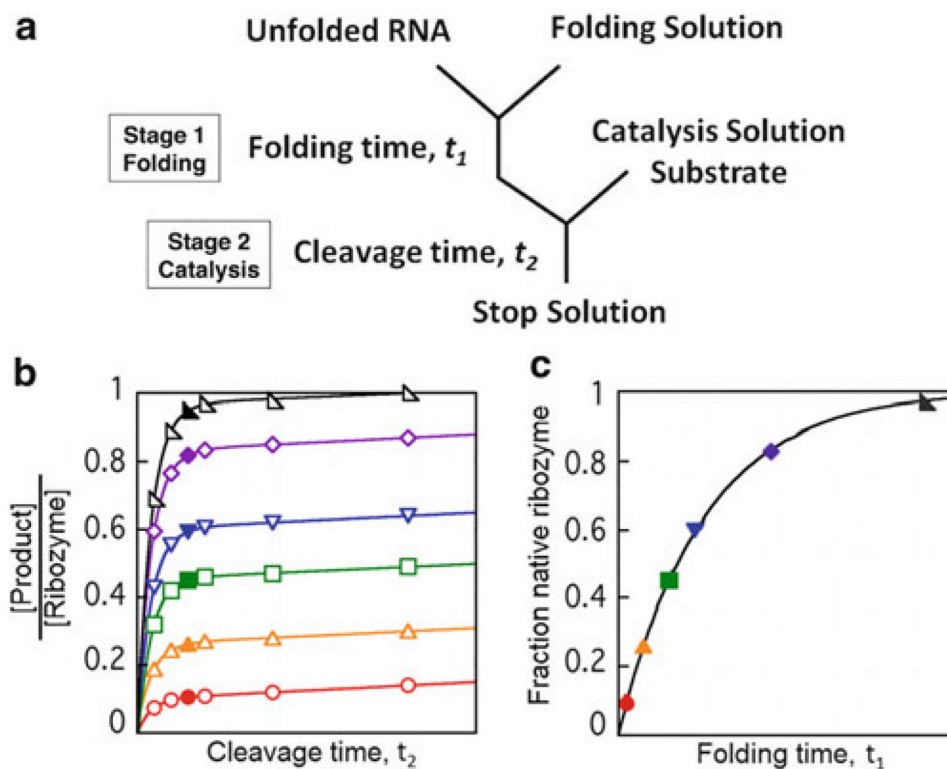 a
Unfolded RNA
Folding Solution
Stage 1
Folding
Folding time, t1
Catalysis Solution
Substrate
Stage 2
Catalysis
Cleavage time, t2
Stop Solution
b
1
0.8
0.6
0.4
0.2
0
[Product]
[Ribozyme]
Cleavage time, t2
c
1
0.8
0.6
0.4
0.2
0
Fraction native ribozyme
Folding time, t1